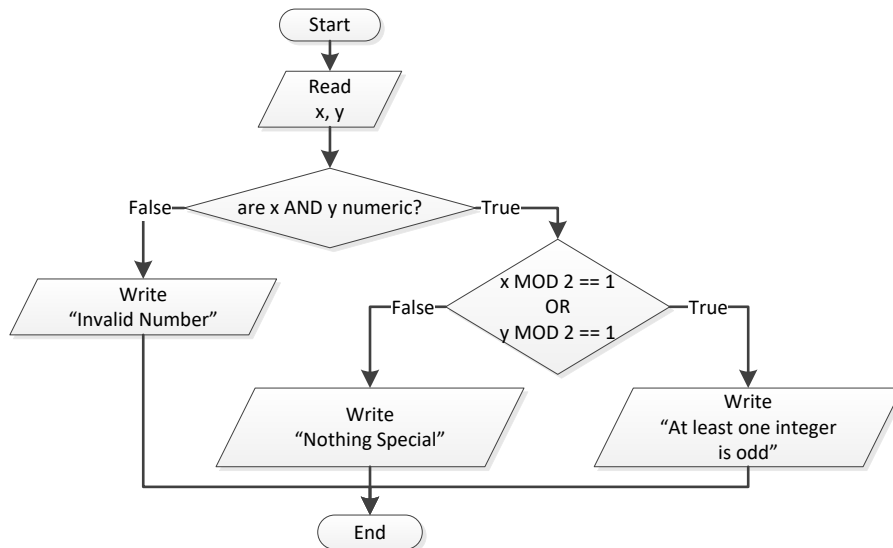 Start
Read
x, y
are x AND y numeric?
False
True
Write
“Invalid Number”
x MOD 2 == 1
OR
y MOD 2 == 1
False
True
Write
“Nothing Special”
Write
“At least one integer
is odd”
End